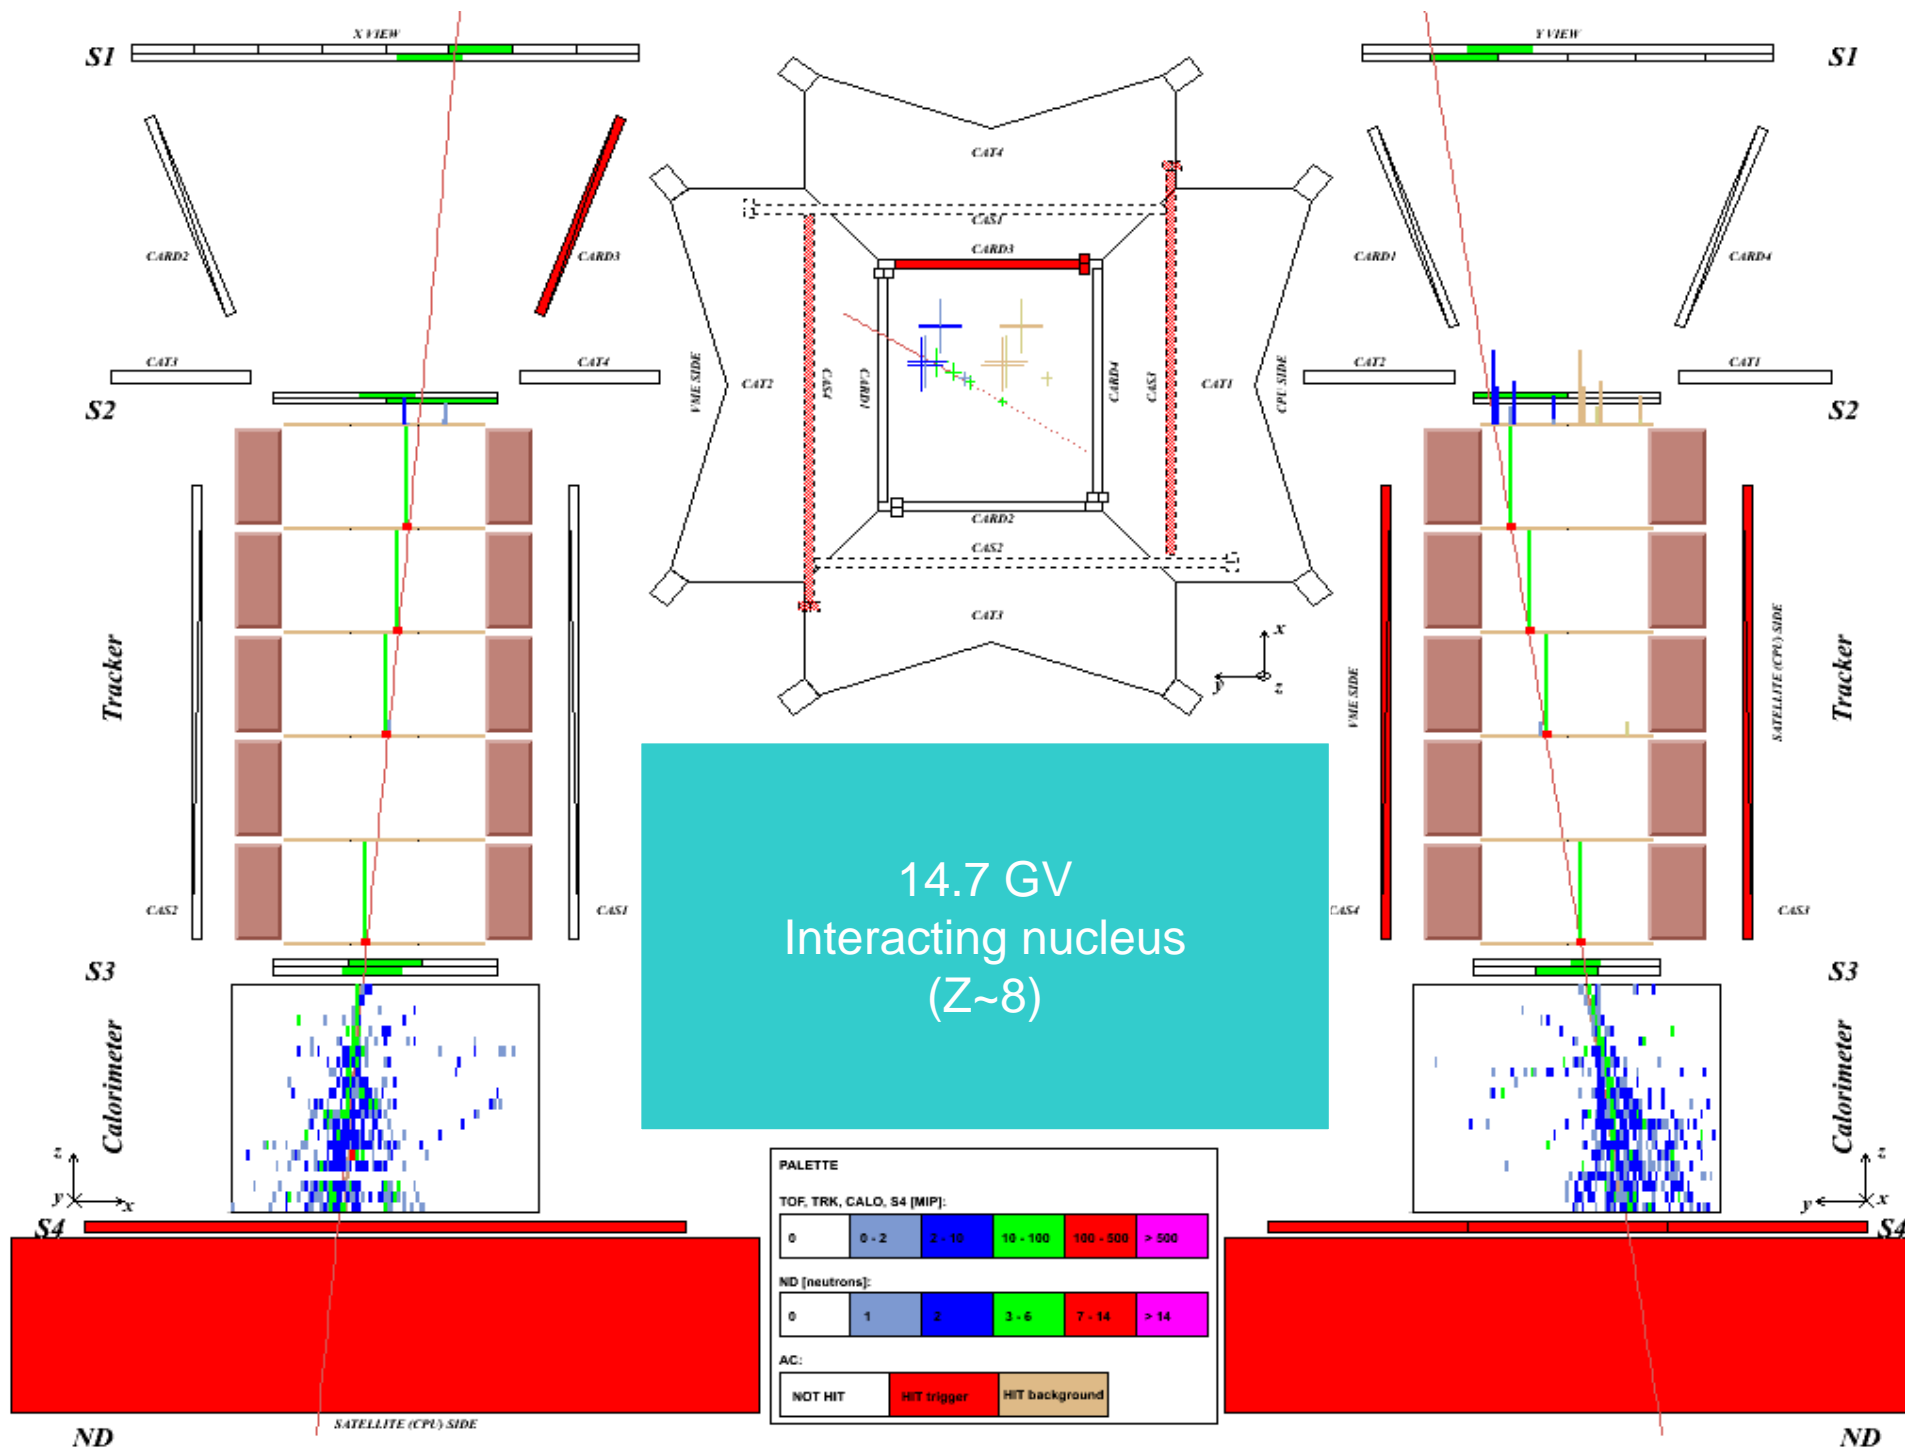 X VIEW
S1
CARD2
CARD3
CAT3
CAT4
S2
Tracker
CAS2
CAS1
S3
Calorimeter
z
y
x
S4
SATELLITE (CPU) SIDE
ND
CAT4
CAS1
CARD3
VME SIDE
CAT2
CAS4
CARD1
CARD4
CAS3
CAT1
CPU SIDE
CARD2
CAS2
CAT3
x
y
z
14.7 GV
Interacting nucleus
(Z~8)
PALETTE
TOF, TRK, CALO, S4 [MIP]:
0
0 - 2
2 - 10
10 - 100
100 - 500
> 500
ND [neutrons]:
0
1
2
3 - 6
7 - 14
> 14
AC:
NOT HIT
HIT trigger
HIT background
Y VIEW
S1
CARD1
CARD4
CAT2
CAT1
S2
VME SIDE
SATELLITE (CPU) SIDE
Tracker
CAS4
CAS3
S3
Calorimeter
z
y
x
S4
ND